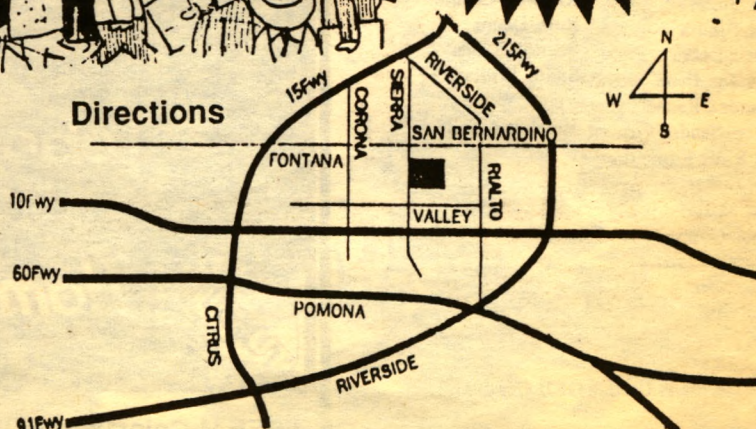 215Fwy
N
RIVERSIDE
15Fwy
SIERRA
W E
Directions
CORONA
SAN BERNARDINO
S
FONTANA
RIALTO
10Fwy
VALLEY
60Fwy
POMONA
CITRUS
RIVERSIDE
91Fwy